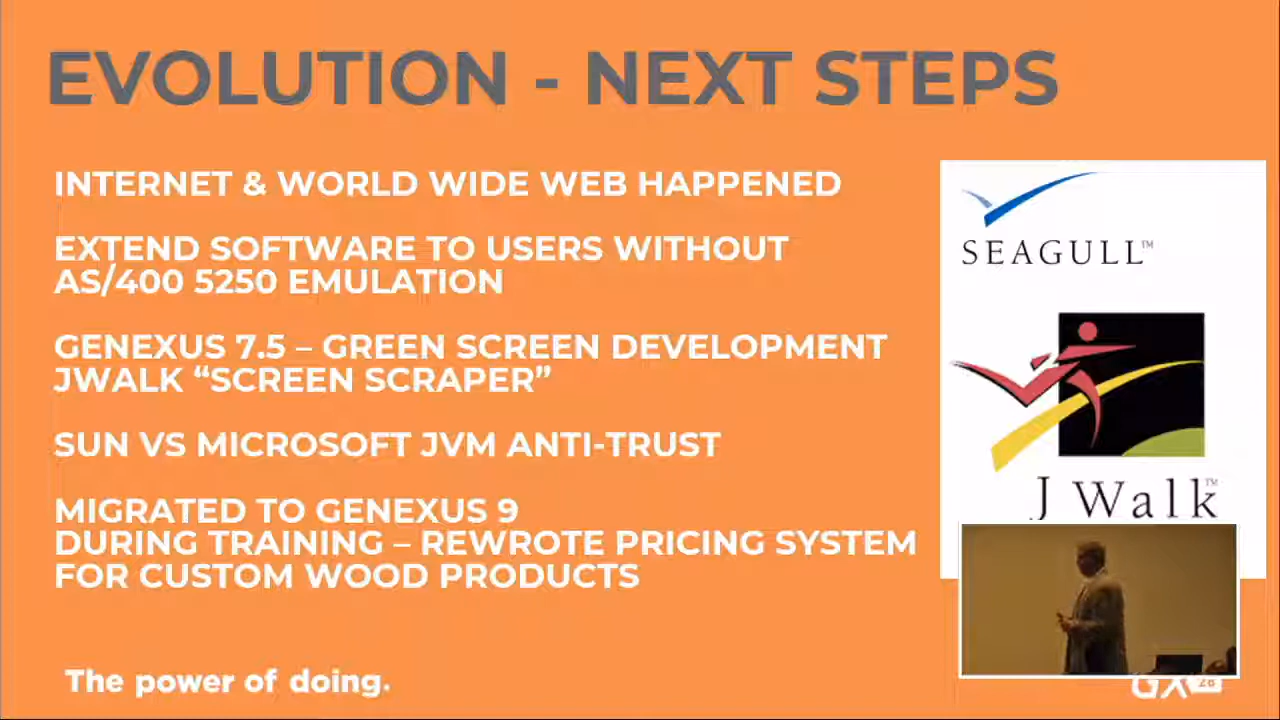 EVOLUTION - NEXT STEPS
INTERNET & WORLD WIDE WEB HAPPENED
EXTEND SOFTWARE TO USERS WITHOUT
AS/400 5250 EMULATION
GENEXUS 7.5 – GREEN SCREEN DEVELOPMENT
JWALK “SCREEN SCRAPER”
SUN VS MICROSOFT JVM ANTI-TRUST
MIGRATED TO GENEXUS 9
DURING TRAINING – REWROTE PRICING SYSTEM
FOR CUSTOM WOOD PRODUCTS
SEAGULL™
J Walk™
The power of doing.
GX 28